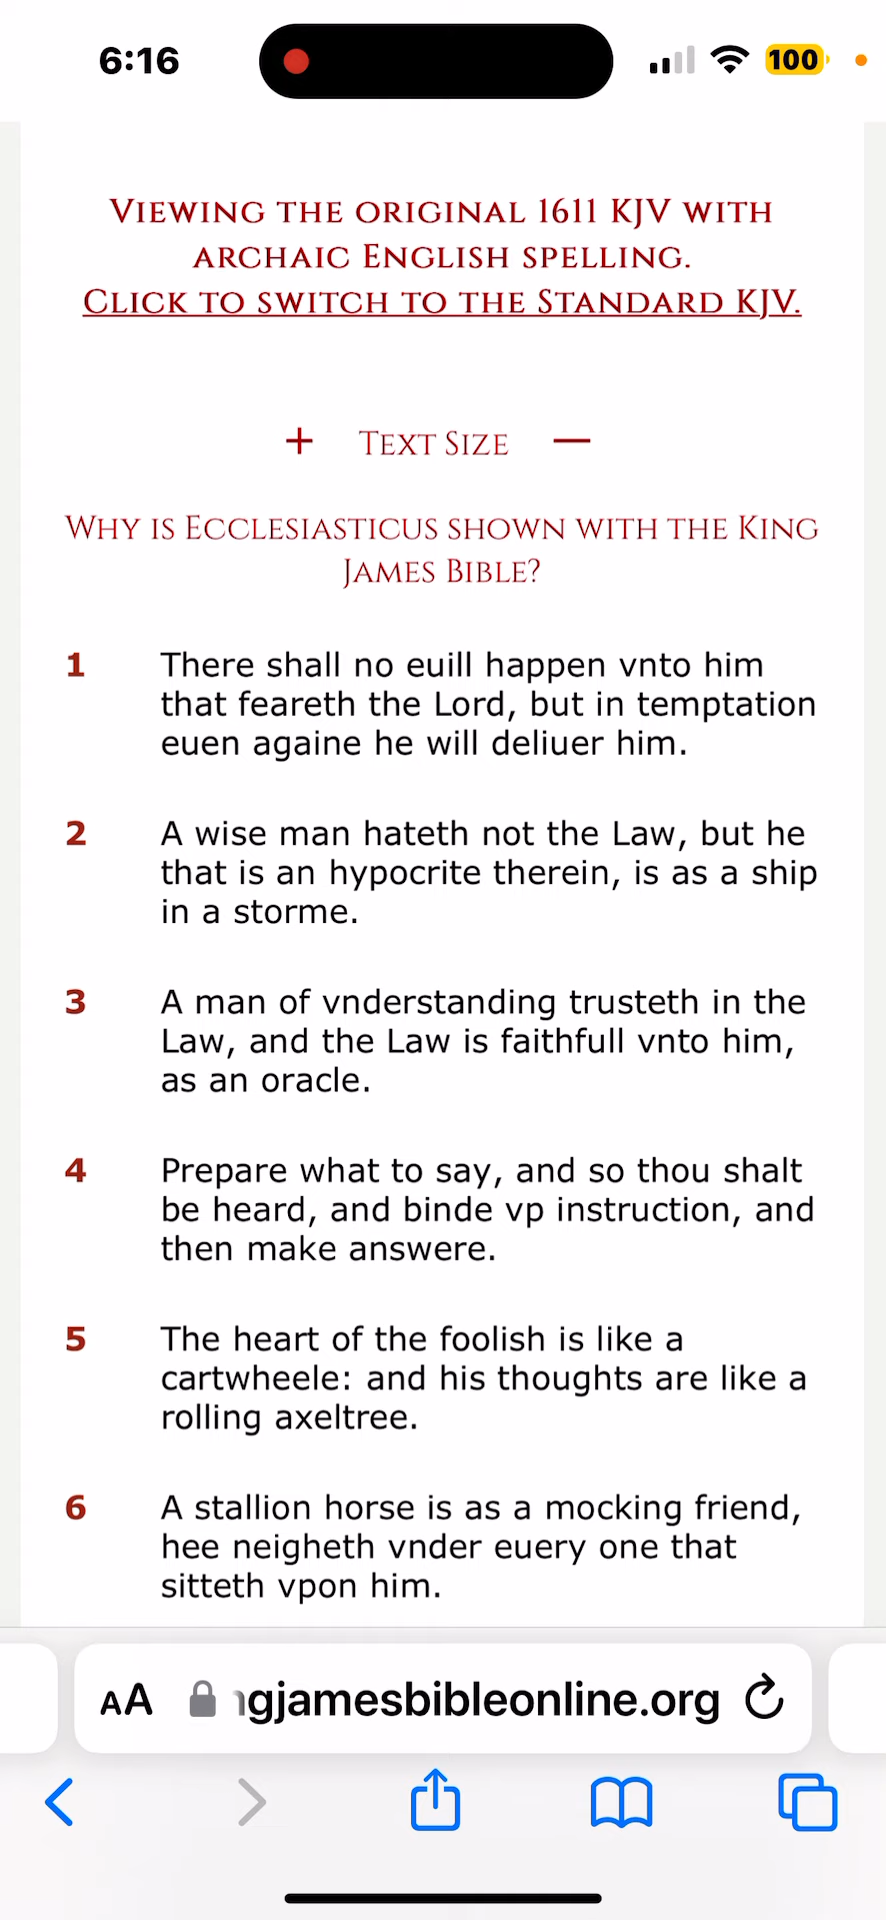 6:16
100
Viewing the original 1611 KJV with
archaic English spelling.
Click to switch to the Standard KJV.
+ Text Size —
Why is Ecclesiasticus shown with the King
James Bible?
1 There shall no euill happen vnto him
that feareth the Lord, but in temptation
euen againe he will deliuer him.
2 A wise man hateth not the Law, but he
that is an hypocrite therein, is as a ship
in a storme.
3 A man of vnderstanding trusteth in the
Law, and the Law is faithfull vnto him,
as an oracle.
4 Prepare what to say, and so thou shalt
be heard, and binde vp instruction, and
then make answere.
5 The heart of the foolish is like a
cartwheele: and his thoughts are like a
rolling axeltree.
6 A stallion horse is as a mocking friend,
hee neigheth vnder euery one that
sitteth vpon him.
AA ngjamesbibleonline.org